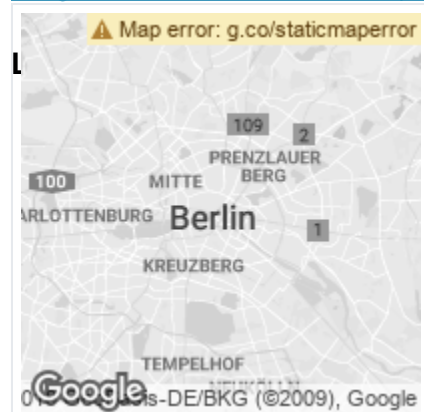 Map error: g.co/staticmaperror
L
109
2
PRENZLAUER
BERG
100
MITTE
ARLOTTENBURG
Berlin
1
KREUZBERG
TEMPELHOF
Google
-DE/BKG (©2009), Google